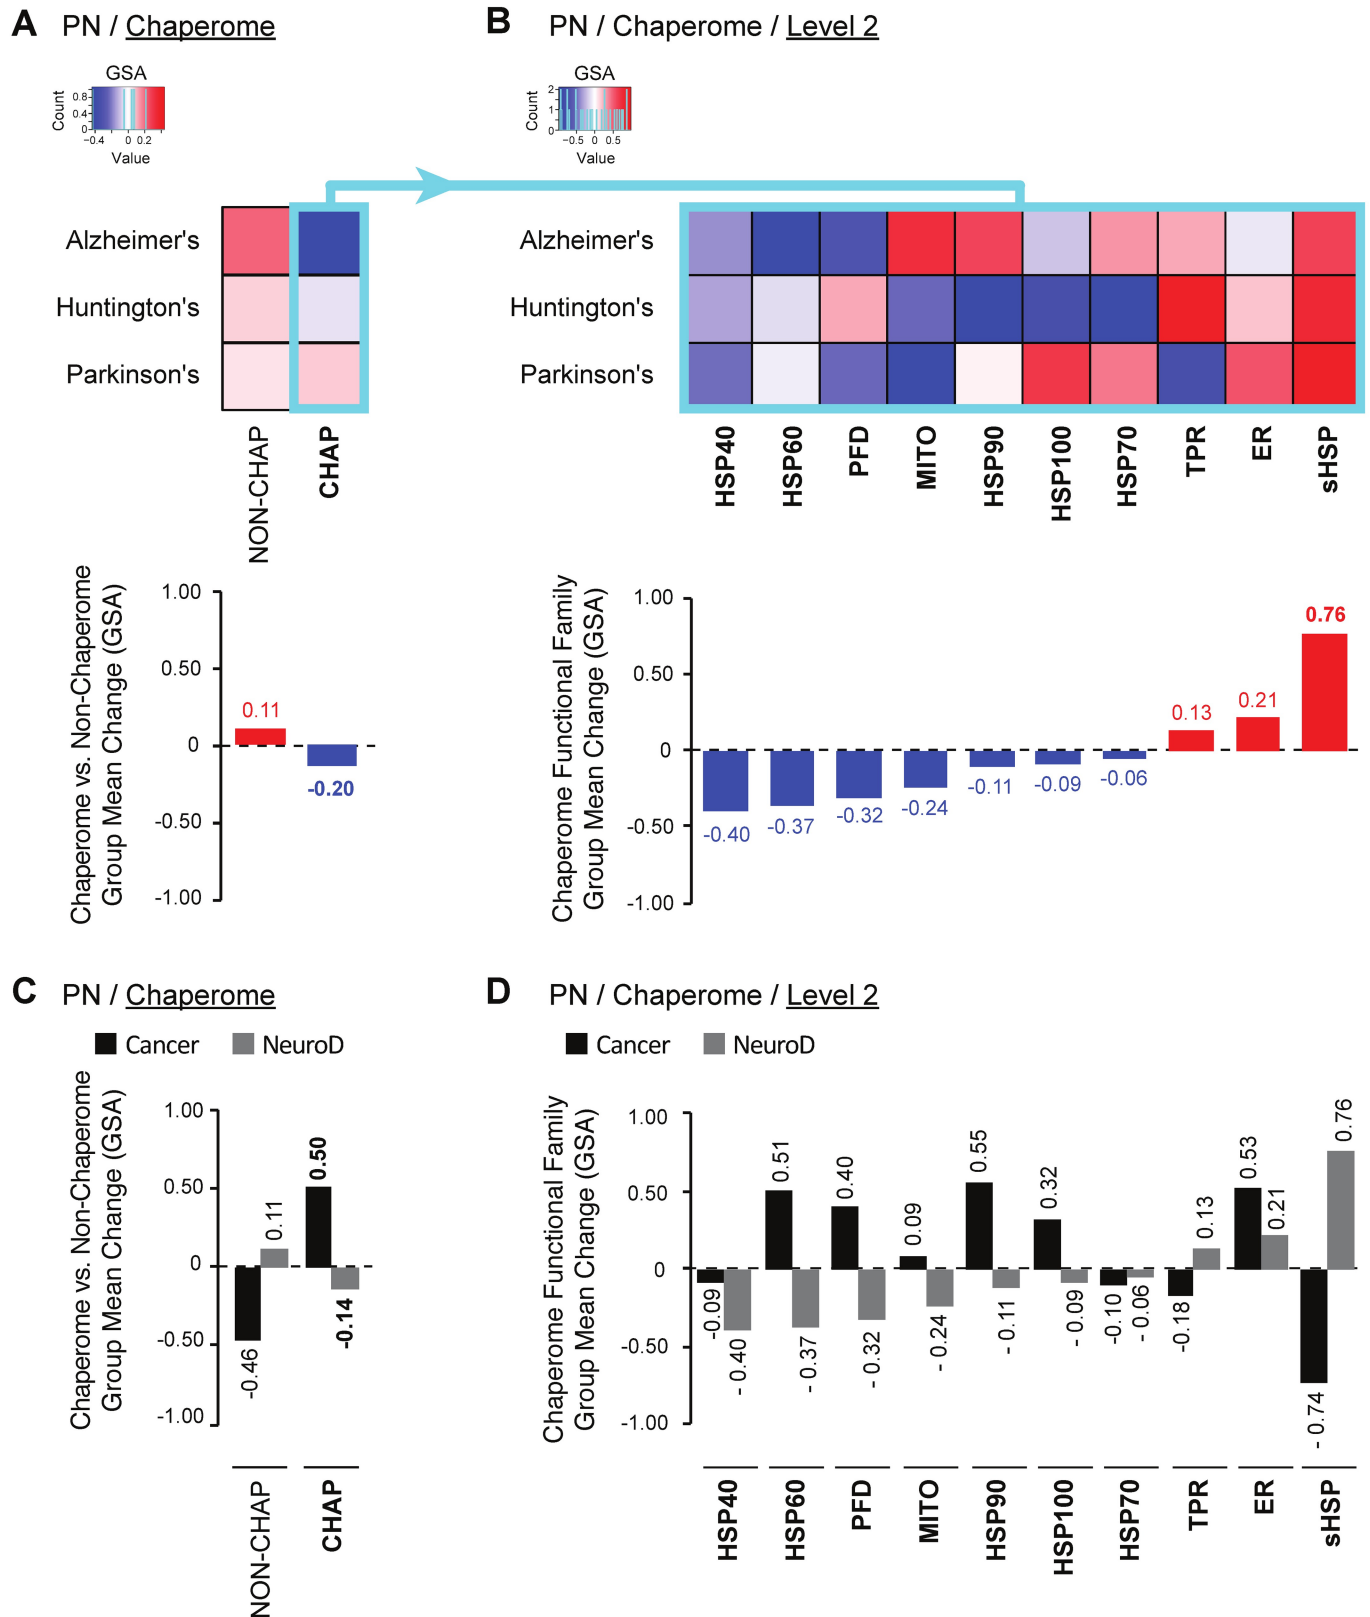 A PN / Chaperome
B PN / Chaperome / Level 2
GSA
Count
0.8
0.4
0
-0.4 0 0.2
Value
GSA
Count
2
1
0
-0.5 0 0.5
Value
Alzheimer's
Huntington's
Parkinson's
NON-CHAP
CHAP
Alzheimer's
Huntington's
Parkinson's
HSP40
HSP60
PFD
MITO
HSP90
HSP100
HSP70
TPR
ER
sHSP
Chaperome vs. Non-Chaperome
Group Mean Change (GSA)
1.00
0.50
0
-0.50
-1.00
0.11
-0.20
Chaperome Functional Family
Group Mean Change (GSA)
1.00
0.50
0
-0.50
-1.00
-0.40
-0.37
-0.32
-0.24
-0.11
-0.09
-0.06
0.13
0.21
0.76
C PN / Chaperome
Cancer NeuroD
Chaperome vs. Non-Chaperome
Group Mean Change (GSA)
1.00
0.50
0
-0.50
-1.00
-0.46
0.11
0.50
-0.14
NON-CHAP
CHAP
D PN / Chaperome / Level 2
Cancer NeuroD
Chaperome Functional Family
Group Mean Change (GSA)
1.00
0.50
0
-0.50
-1.00
-0.09
- 0.40
0.51
- 0.37
0.40
- 0.32
0.09
- 0.24
0.55
- 0.11
0.32
- 0.09
-0.10
- 0.06
-0.18
0.13
0.53
0.21
- 0.74
0.76
HSP40
HSP60
PFD
MITO
HSP90
HSP100
HSP70
TPR
ER
sHSP